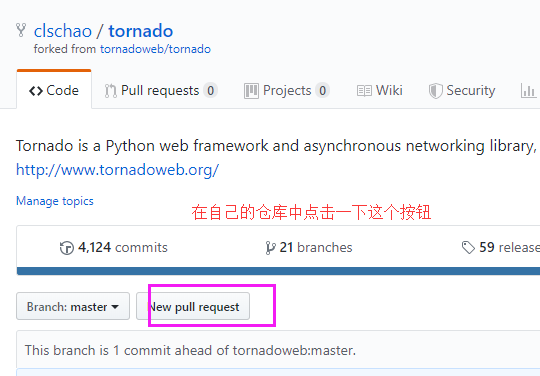 clschao / tornado
forked from tornadoweb/tornado
Code Pull requests 0 Projects 0 Wiki Security
Tornado is a Python web framework and asynchronous networking library,
http://www.tornadoweb.org/
Manage topics
在自己的仓库中点击一下这个按钮
4,124 commits 21 branches 59 release
Branch: master New pull request
This branch is 1 commit ahead of tornadoweb:master.